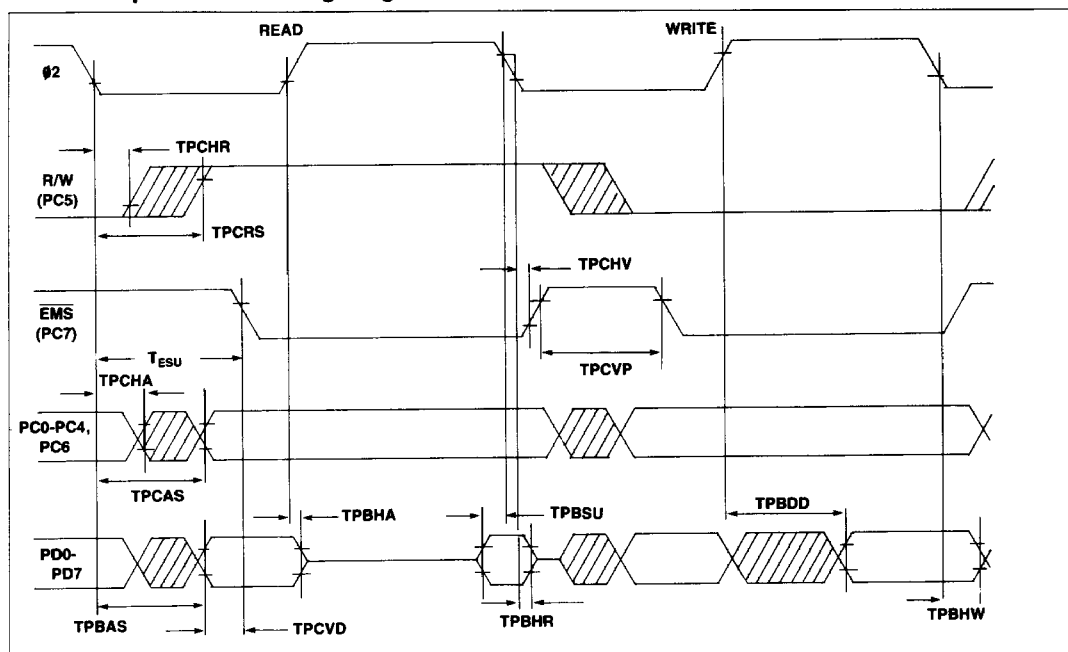 READ
WRITE
ø2
TPCHR
R/W
(PC5)
TPCRS
TPCHV
EMS
(PC7)
TESU
TPCVP
TPCHA
PC0-PC4,
PC6
TPCAS
TPBHA
TPBSU
TPBDD
PD0-
PD7
TPBAS
TPCVD
TPBHR
TPBHW